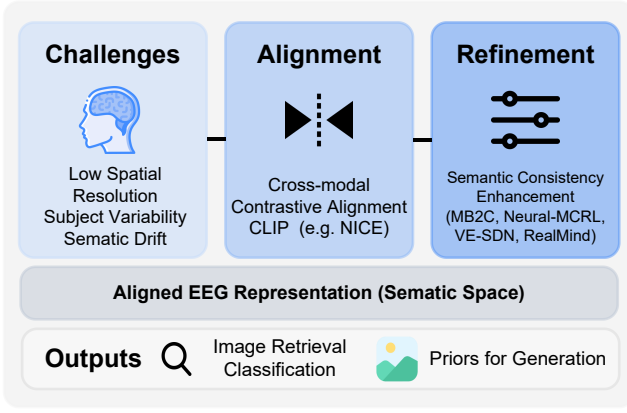 Challenges
Low Spatial
Resolution
Subject Variability
Sematic Drift
Alignment
Cross-modal
Contrastive Alignment
CLIP (e.g. NICE)
Refinement
Semantic Consistency
Enhancement
(MB2C, Neural-MCRL,
VE-SDN, RealMind)
Aligned EEG Representation (Sematic Space)
Outputs
Image Retrieval
Classification
Priors for Generation